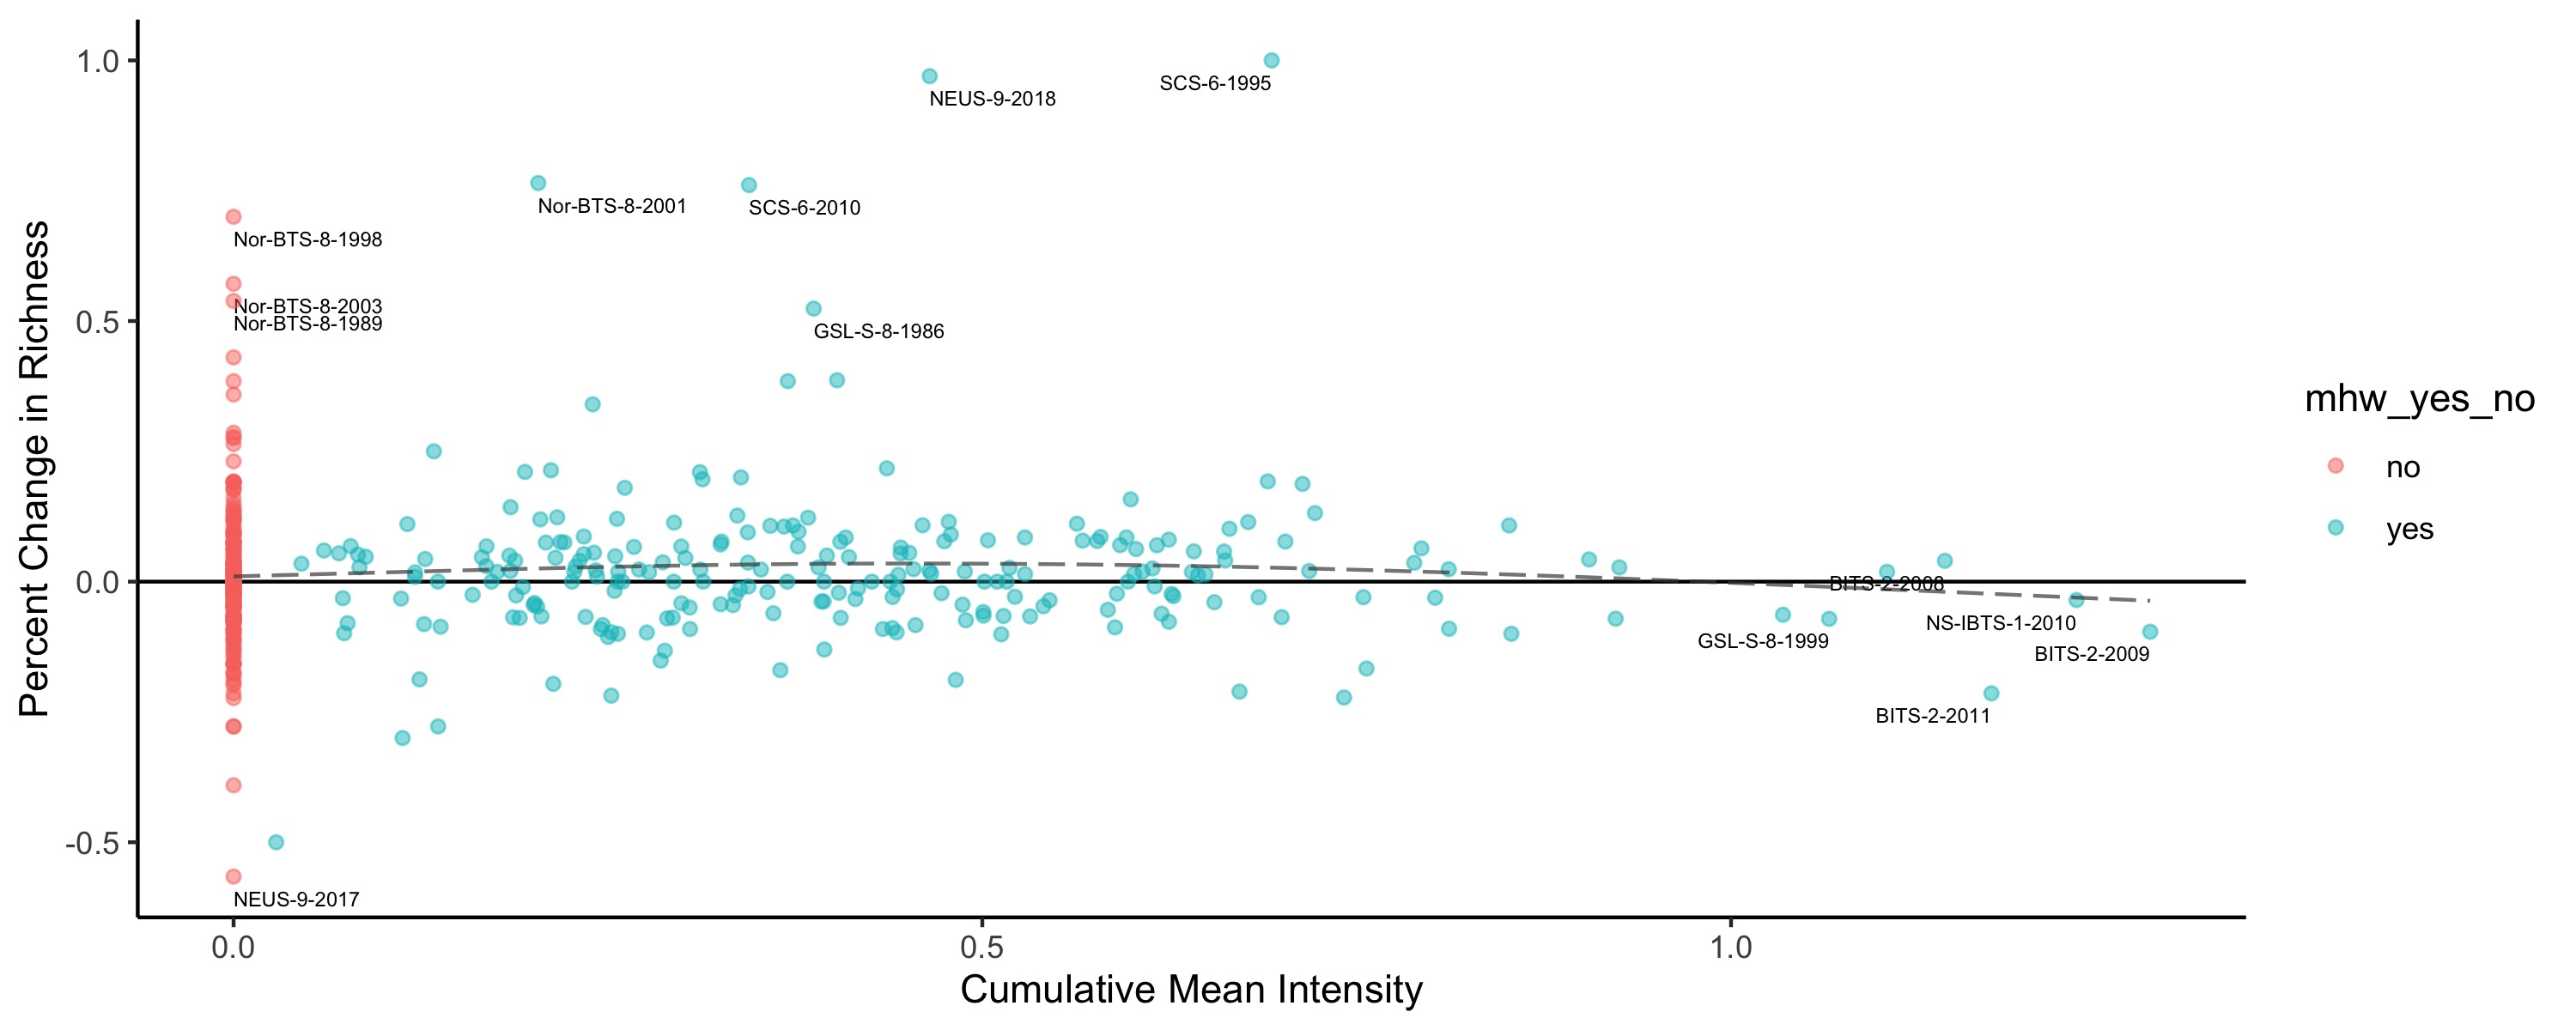 1.0
NEUS-9-2018
SCS-6-1995
Nor-BTS-8-2001
SCS-6-2010
Nor-BTS-8-1998
Nor-BTS-8-2003
Nor-BTS-8-1989
0.5
GSL-S-8-1986
Percent Change in Richness
mhw_yes_no
no
yes
0.0
BITS-2-2008
NS-IBTS-1-2010
GSL-S-8-1999
BITS-2-2009
BITS-2-2011
-0.5
NEUS-9-2017
0.0
0.5
1.0
Cumulative Mean Intensity